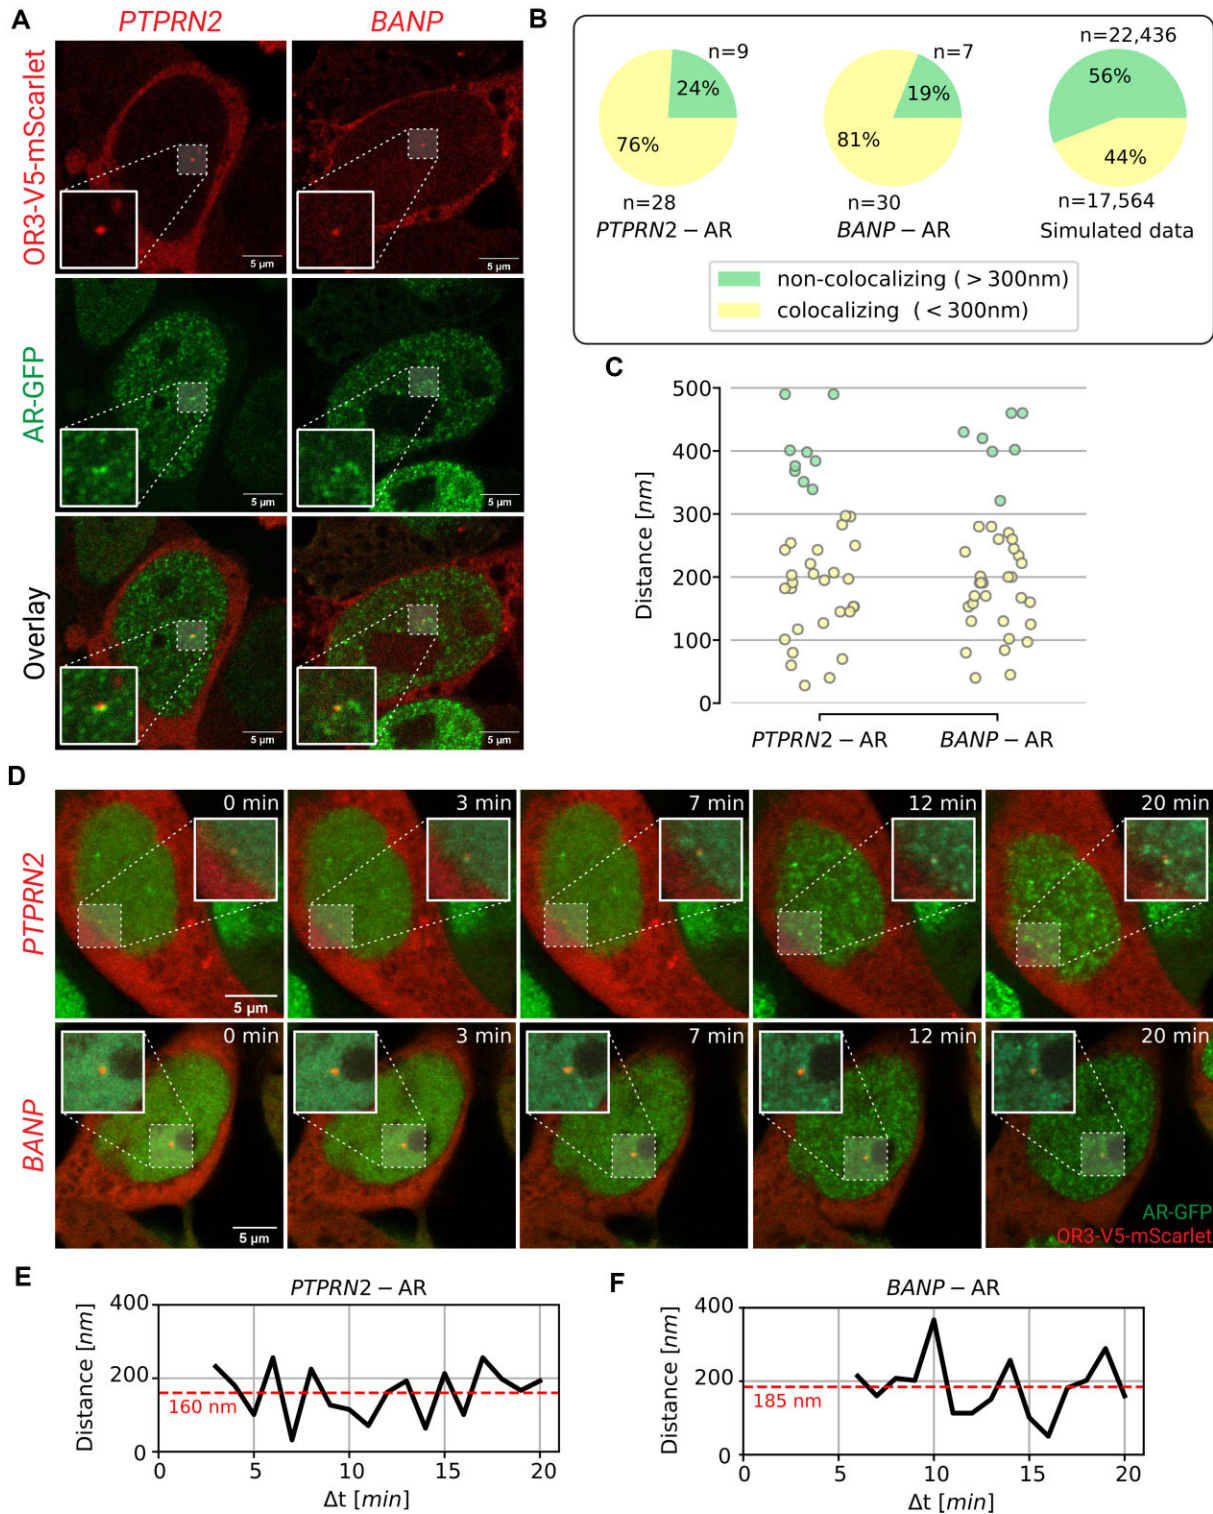 A
PTPRN2
BANP
OR3-V5-mScarlet
5 µm
5 µm
AR-GFP
5 µm
5 µm
Overlay
5 µm
5 µm
B
n=9
24%
76%
n=28
PTPRN2 – AR
n=7
19%
81%
n=30
BANP – AR
n=22,436
56%
44%
n=17,564
Simulated data
non-colocalizing ( > 300nm)
colocalizing ( < 300nm)
C
Distance [nm]
500
400
300
200
100
0
PTPRN2 – AR
BANP – AR
D
PTPRN2
0 min
3 min
7 min
12 min
20 min
5 µm
BANP
0 min
3 min
7 min
12 min
20 min
5 µm
AR-GFP
OR3-V5-mScarlet
E
PTPRN2 – AR
Distance [nm]
400
200
0
160 nm
0
5
10
15
20
Δt [min]
F
BANP – AR
Distance [nm]
400
200
0
185 nm
0
5
10
15
20
Δt [min]